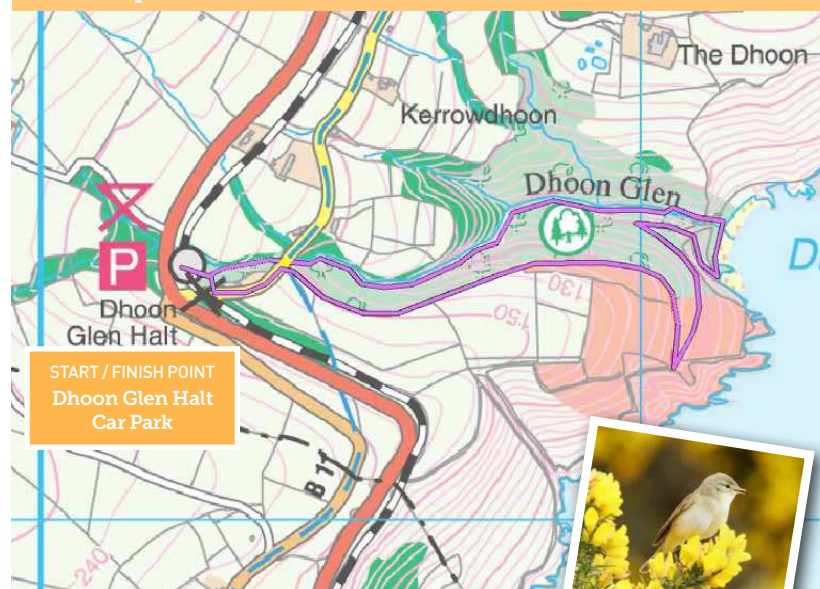 The Dhoon
Kerrowdhoon
Dhoon Glen
P
D
Dhoon
Glen Halt
130
150
START / FINISH POINT
Dhoon Glen Halt
Car Park
B 11
240